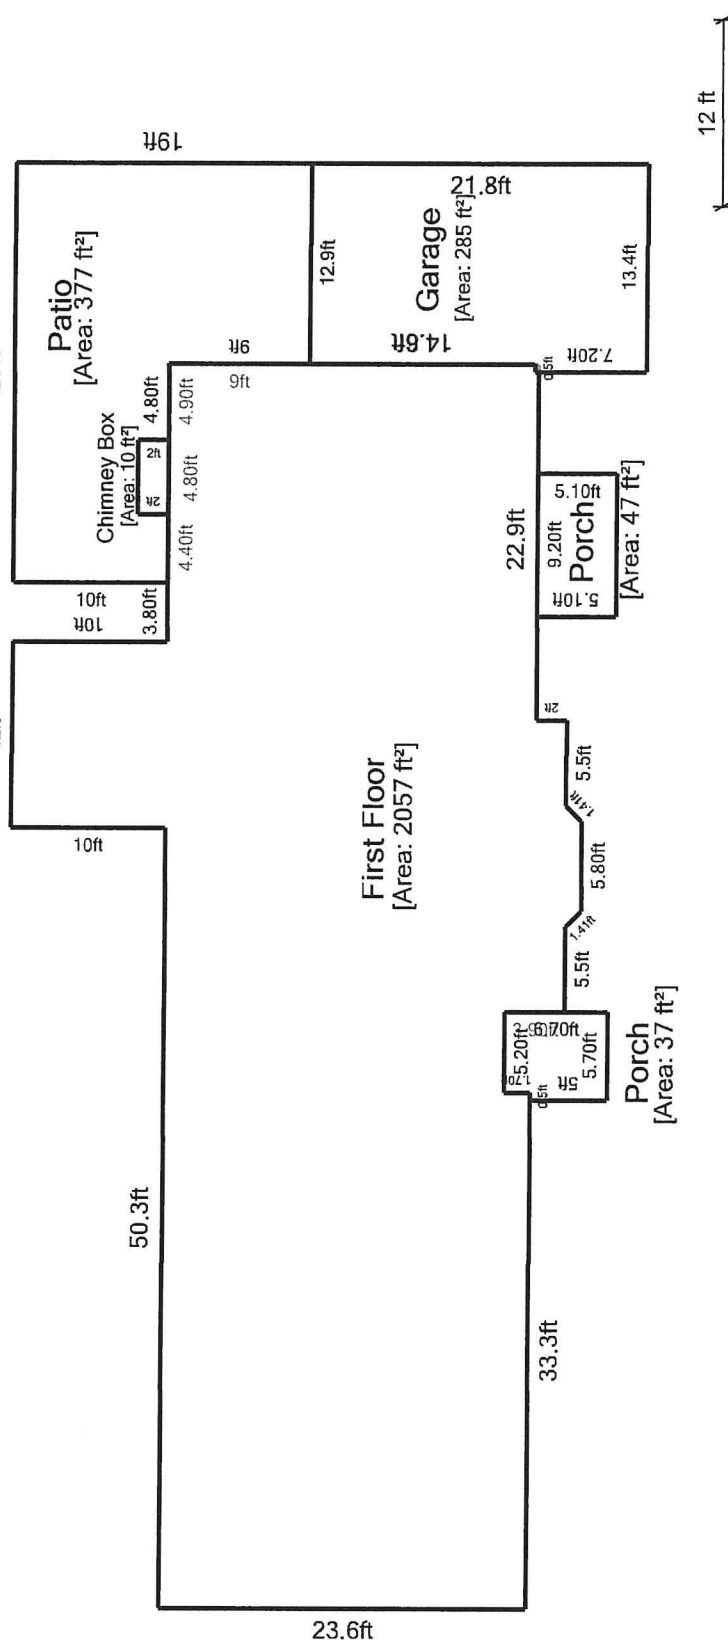 12 ft
19ft
Patio
[Area: 377 ft²]
21.8ft
Garage
[Area: 285 ft²]
12.9ft
13.4ft
14.6ft
7.20ft
0.5ft
9ft
9ft
Chimney Box
[Area: 10 ft²]
2ft
2ft
4.80ft
4.90ft
4.80ft
4.40ft
10ft
10ft
3.80ft
22.9ft
5.10ft
9.20ft
Porch
5.10ft
[Area: 47 ft²]
2ft
5.5ft
1.41ft
5.80ft
1.41ft
5.5ft
First Floor
[Area: 2057 ft²]
10ft
5.20ft
6.70ft
5.70ft
5ft
0.5ft
Porch
[Area: 37 ft²]
50.3ft
33.3ft
23.6ft